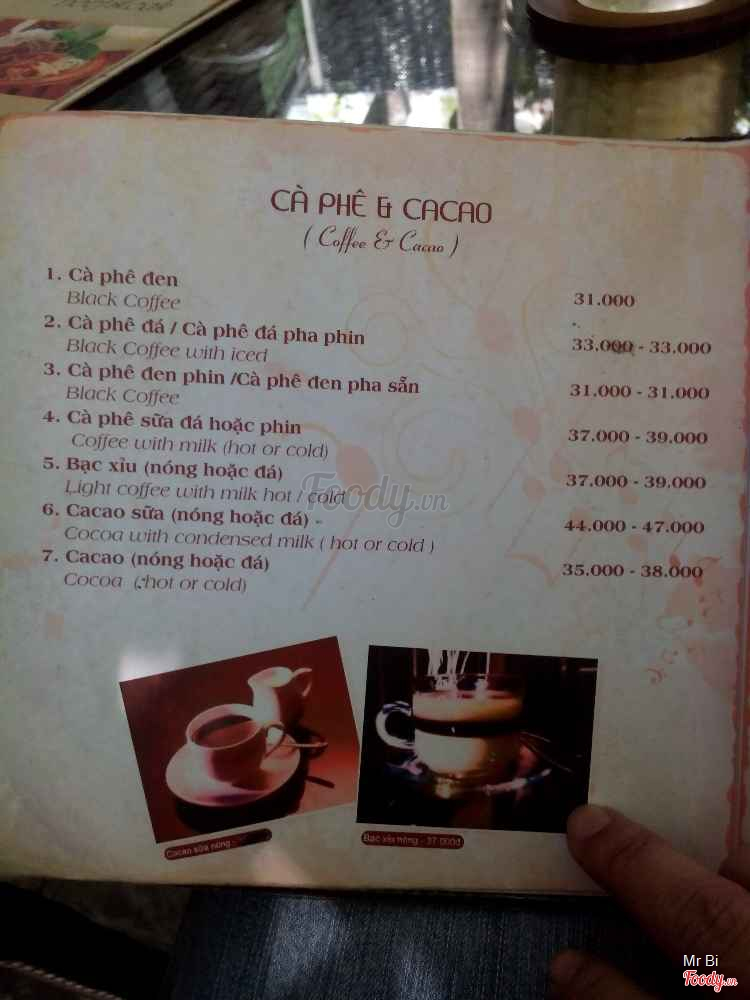 CÀ PHÊ & CACAO
( Coffee & Cacao )
1. Cà phê đen
Black Coffee 31.000
2. Cà phê đá / Cà phê đá pha phin
Black Coffee with iced 33.000 - 33.000
3. Cà phê đen phin /Cà phê đen pha sẵn
Black Coffee 31.000 - 31.000
4. Cà phê sữa đá hoặc phin
Coffee with milk (hot or cold) 37.000 - 39.000
5. Bạc xỉu (nóng hoặc đá)
Light coffee with milk hot / cold 37.000 - 39.000
6. Cacao sữa (nóng hoặc đá) -
Cocoa with condensed milk ( hot or cold ) 44.000 - 47.000
7. Cacao (nóng hoặc đá)
Cocoa (hot or cold) 35.000 - 38.000
Foody.vn
Cacao sữa nóng -
Bạc xỉu nóng - 37 000đ
Mr Bi
Foody.vn